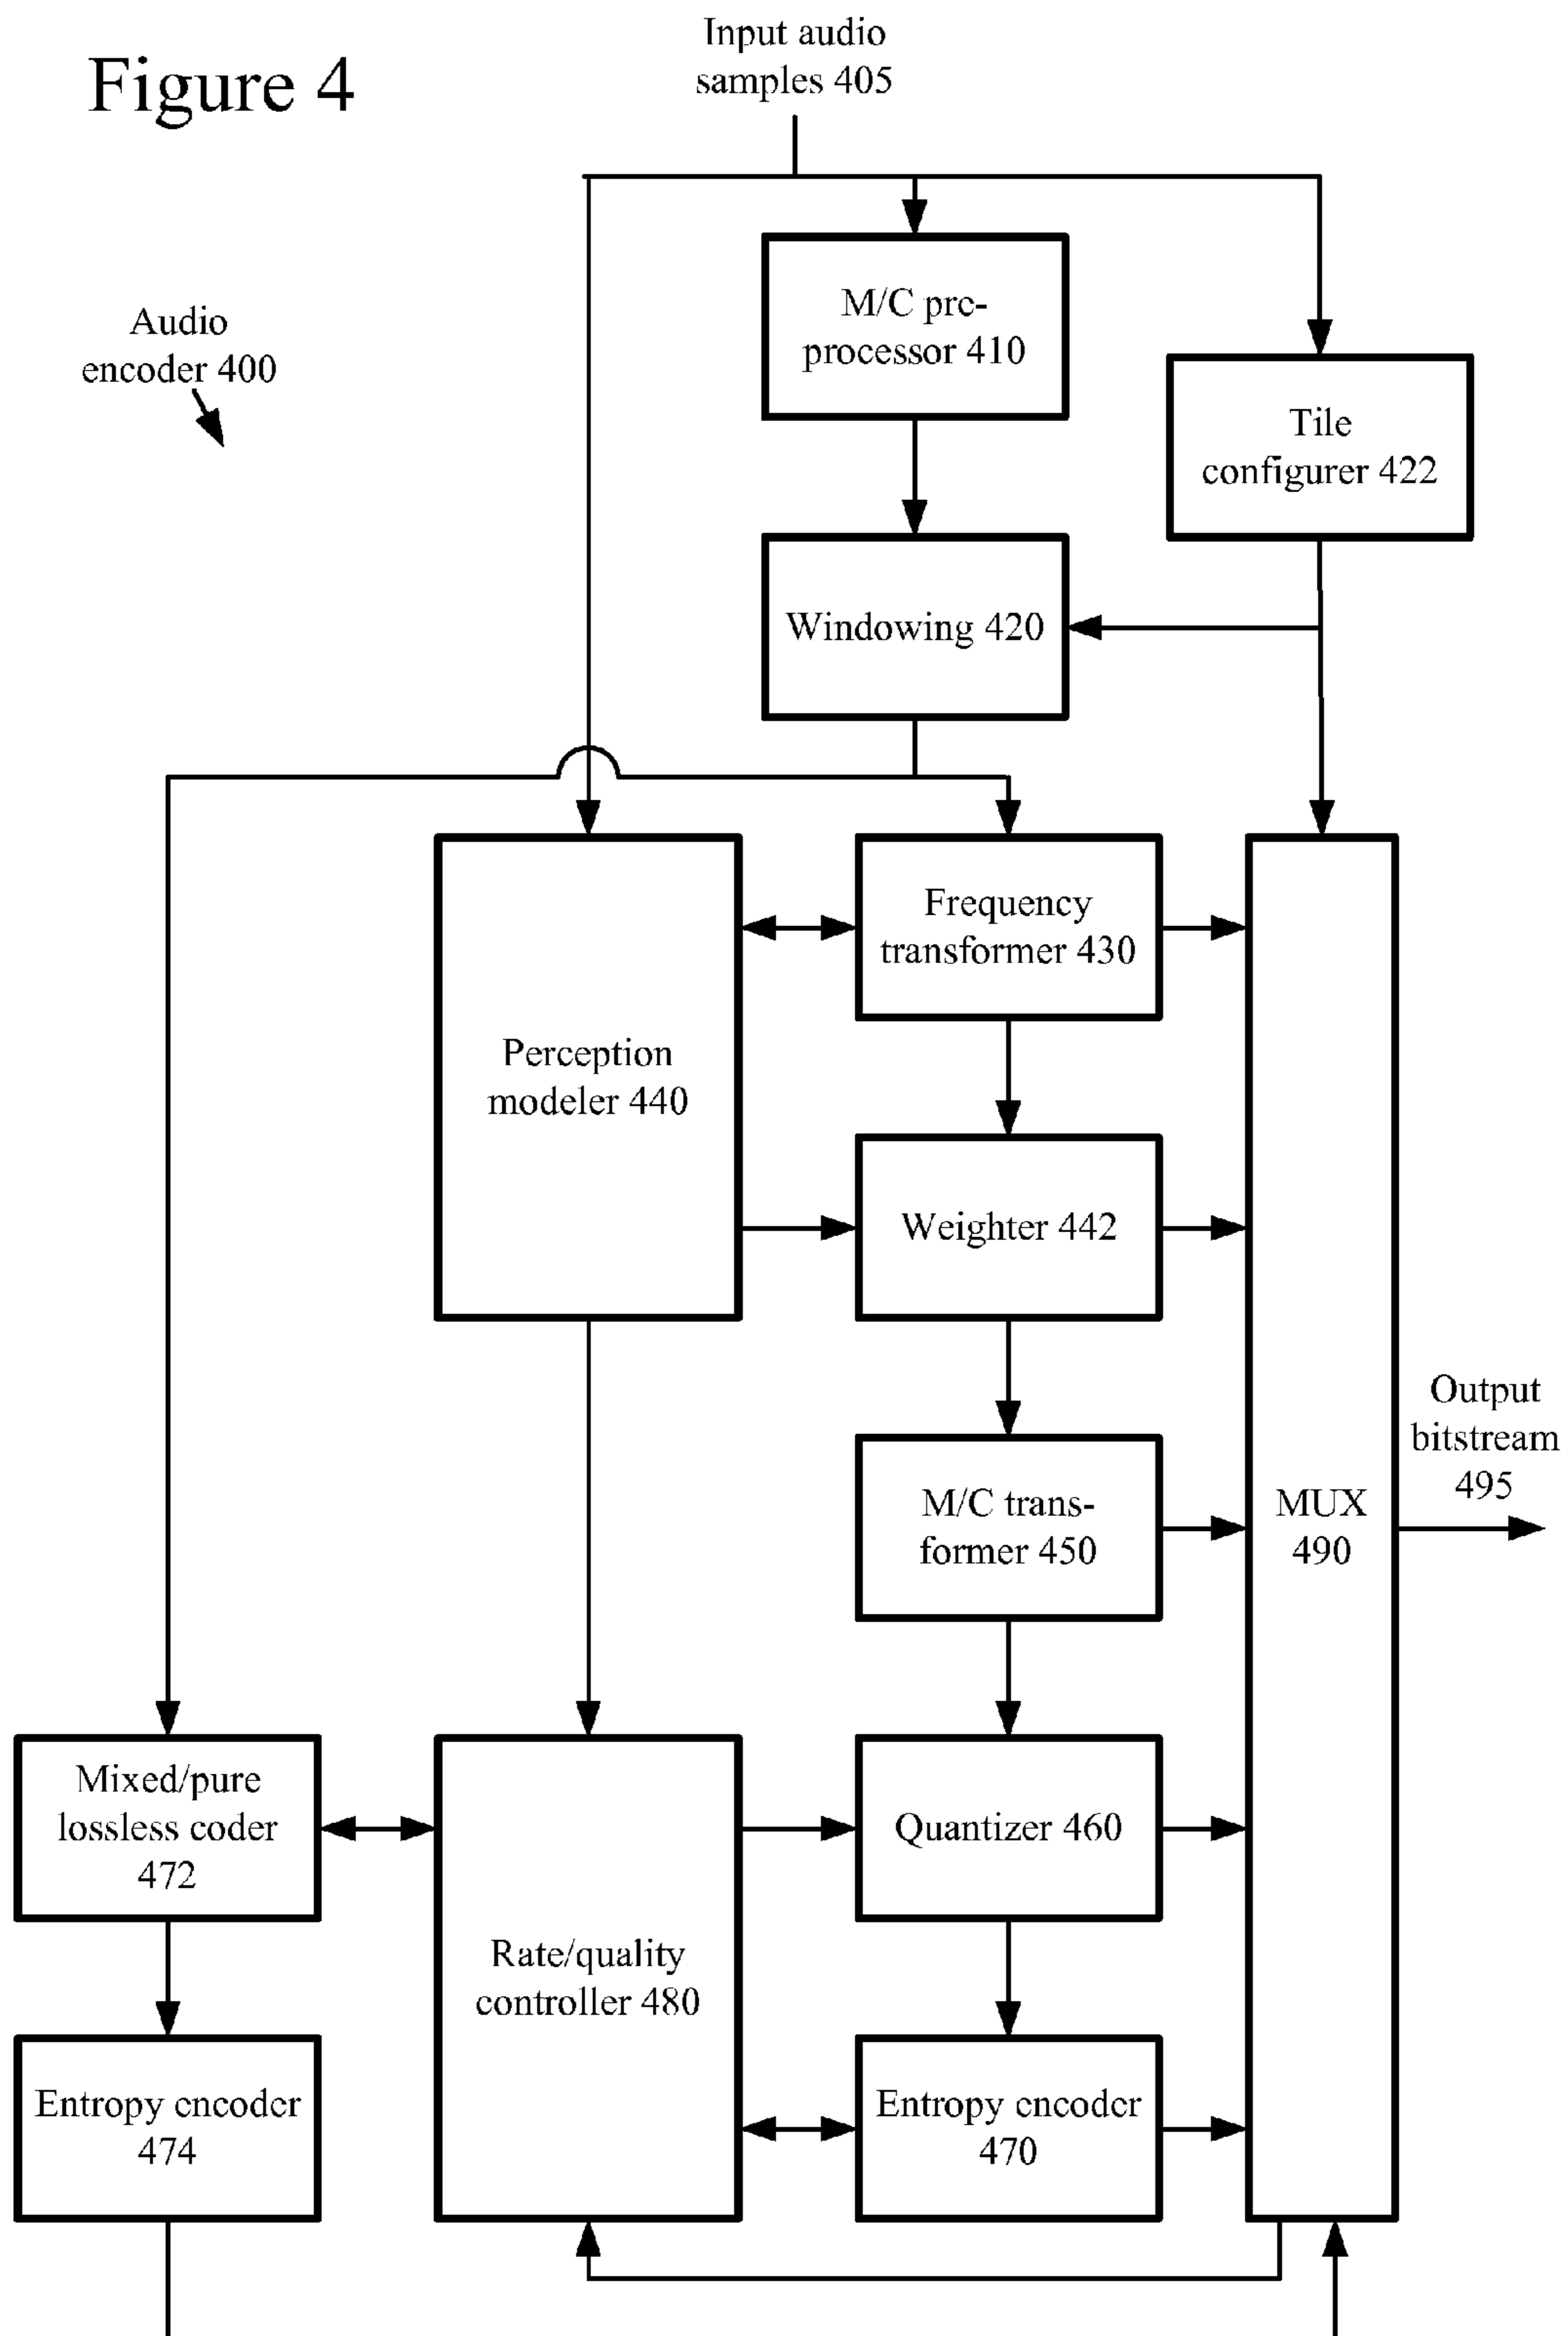 Figure 4
Input audio
samples 405
Audio
encoder 400
M/C pre-
processor 410
Tile
configurer 422
Windowing 420
Frequency
transformer 430
Perception
modeler 440
Weighter 442
Output
bitstream
495
M/C trans-
former 450
MUX
490
Mixed/pure
lossless coder
472
Quantizer 460
Rate/quality
controller 480
Entropy encoder
474
Entropy encoder
470